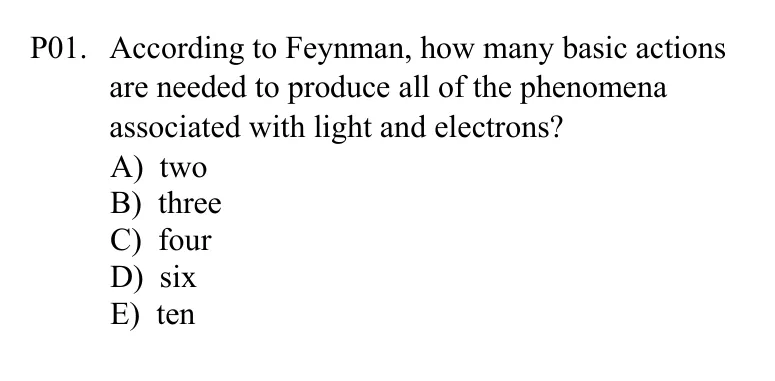 P01. According to Feynman, how many basic actions
are needed to produce all of the phenomena
associated with light and electrons?
A) two
B) three
C) four
D) six
E) ten